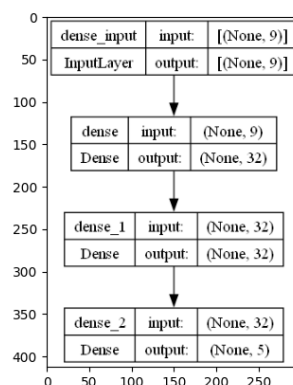 0
dense_input input: [(None, 9)]
InputLayer output: [(None, 9)]
50
100
dense input: (None, 9)
150
Dense output: (None, 32)
200
dense_1 input: (None, 32)
250
Dense output: (None, 32)
300
dense_2 input: (None, 32)
350
Dense output: (None, 5)
400
0 50 100 150 200 250